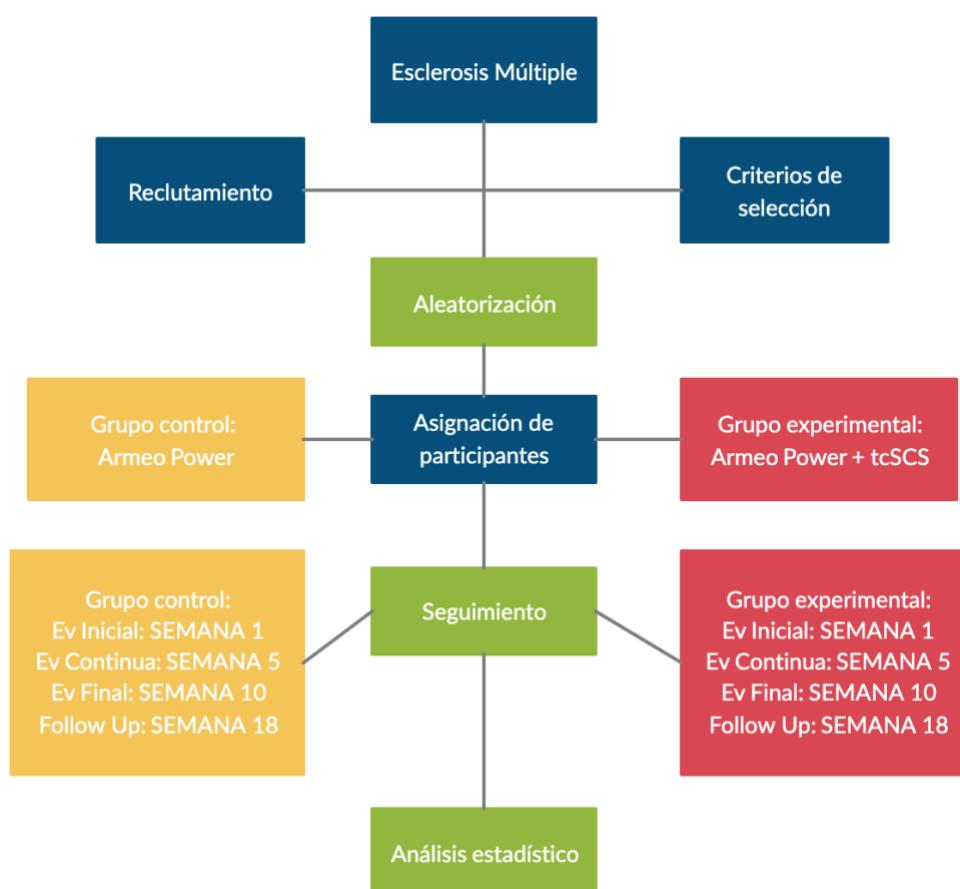 Esclerosis Múltiple
Reclutamiento
Criterios de
selección
Aleatorización
Grupo control:
Armeo Power
Asignación de
participantes
Grupo experimental:
Armeo Power + tcSCS
Grupo control:
Ev Inicial: SEMANA 1
Ev Continua: SEMANA 5
Ev Final: SEMANA 10
Follow Up: SEMANA 18
Seguimiento
Grupo experimental:
Ev Inicial: SEMANA 1
Ev Continua: SEMANA 5
Ev Final: SEMANA 10
Follow Up: SEMANA 18
Análisis estadístico